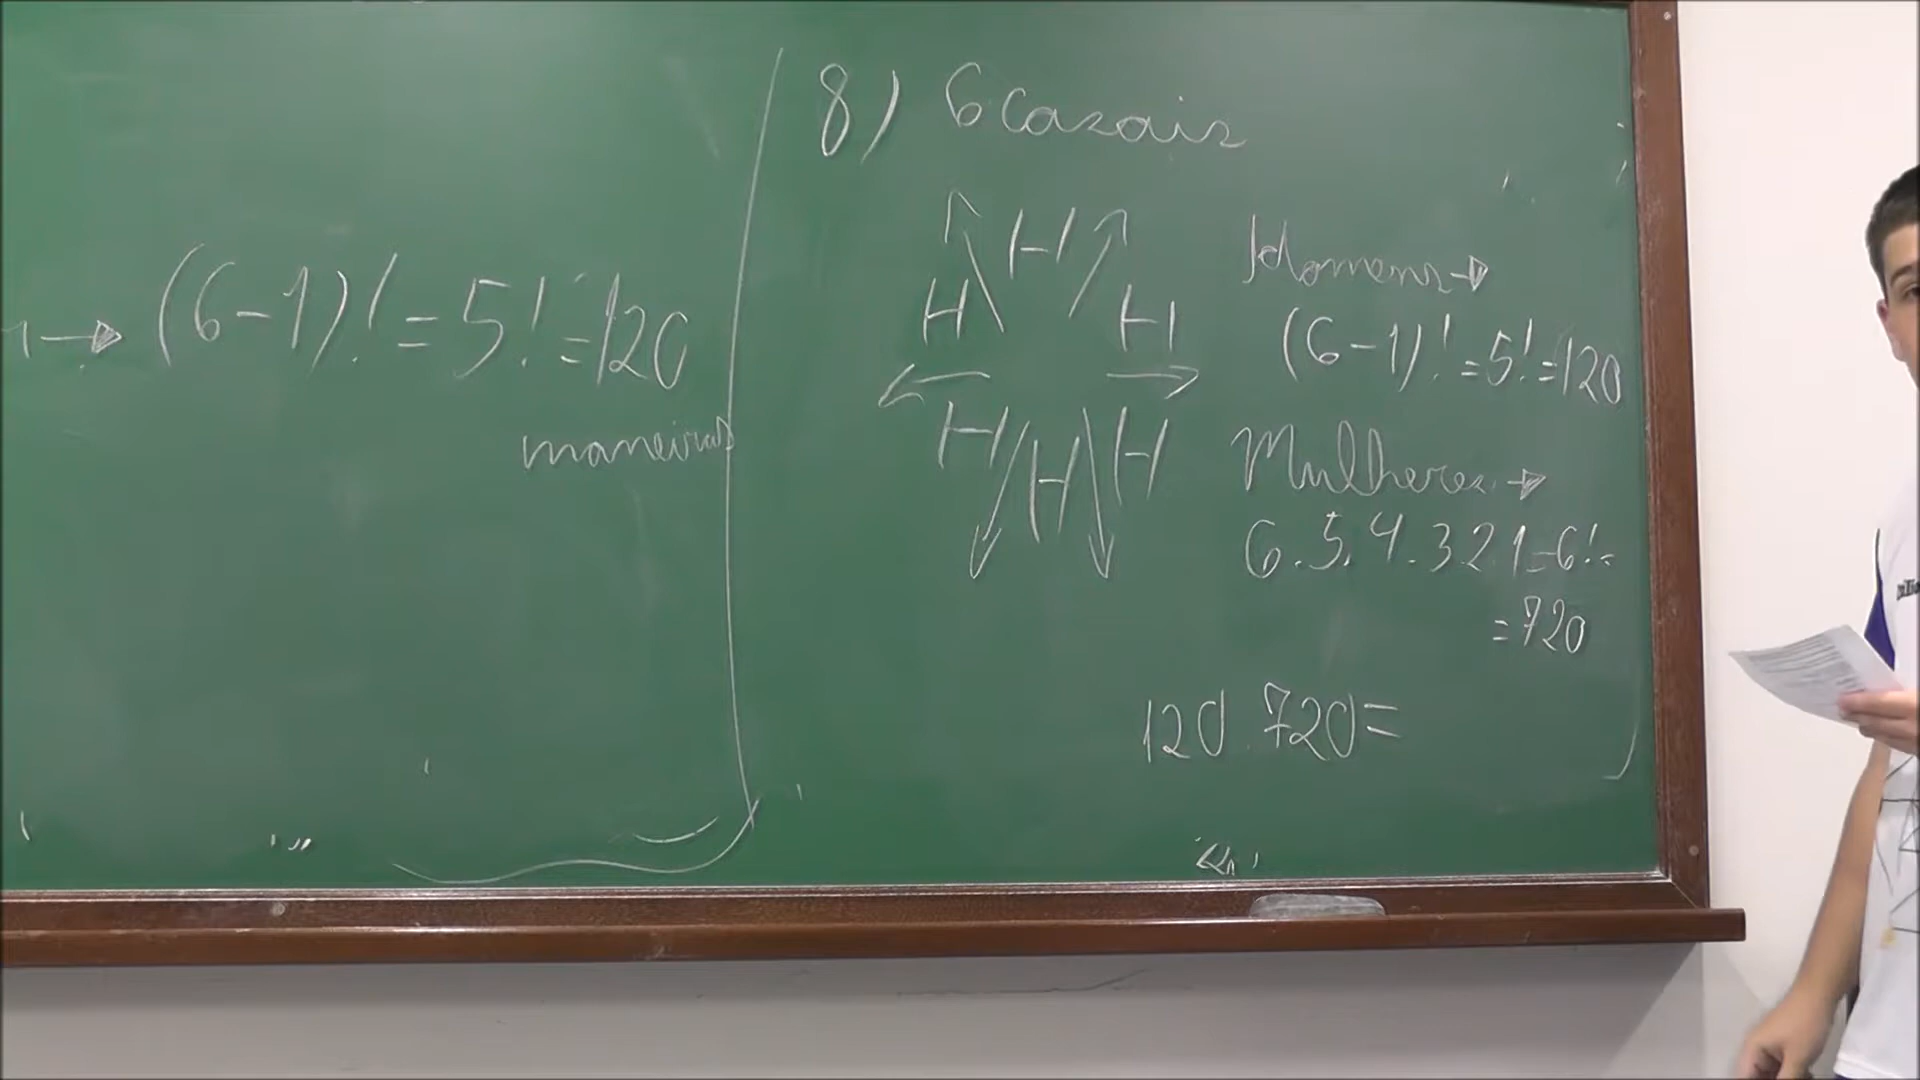 (6-1)! = 5! = 120
maneiras
8) 6 casais
H
H H
H H H
Homens →
(6-1)! = 5! = 120
Mulheres →
6.5.4.3.2.1 = 6! =
= 720
120.720 =